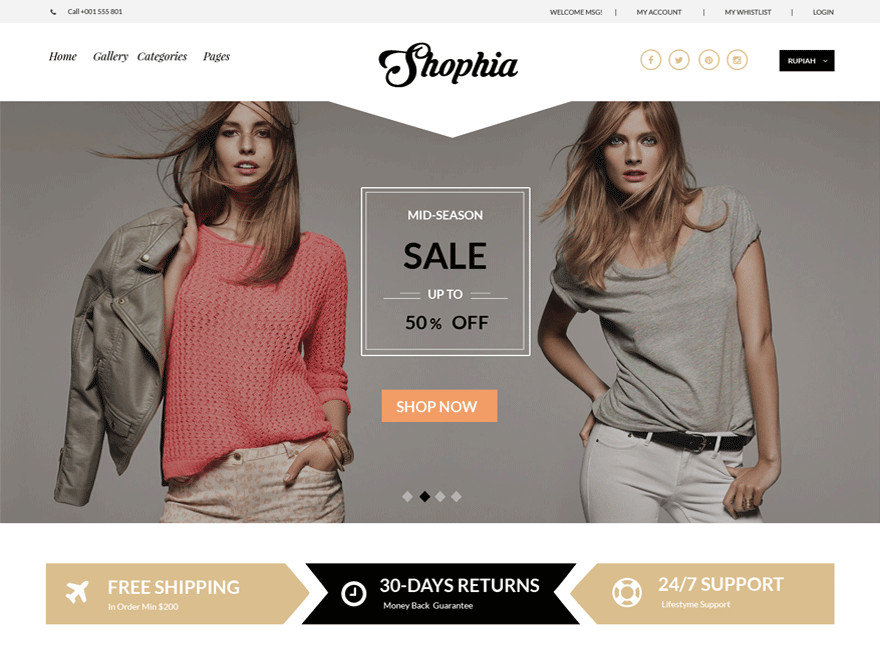 Call +001 555 801
WELCOME MSG! | MY ACCOUNT | MY WHISTLIST | LOGIN
Home Gallery Categories Pages
Shophia
RUPIAH
MID-SEASON
SALE
UP TO
50% OFF
SHOP NOW
FREE SHIPPING
In Order Min $200
30-DAYS RETURNS
Money Back Guarantee
24/7 SUPPORT
Lifestyme Support